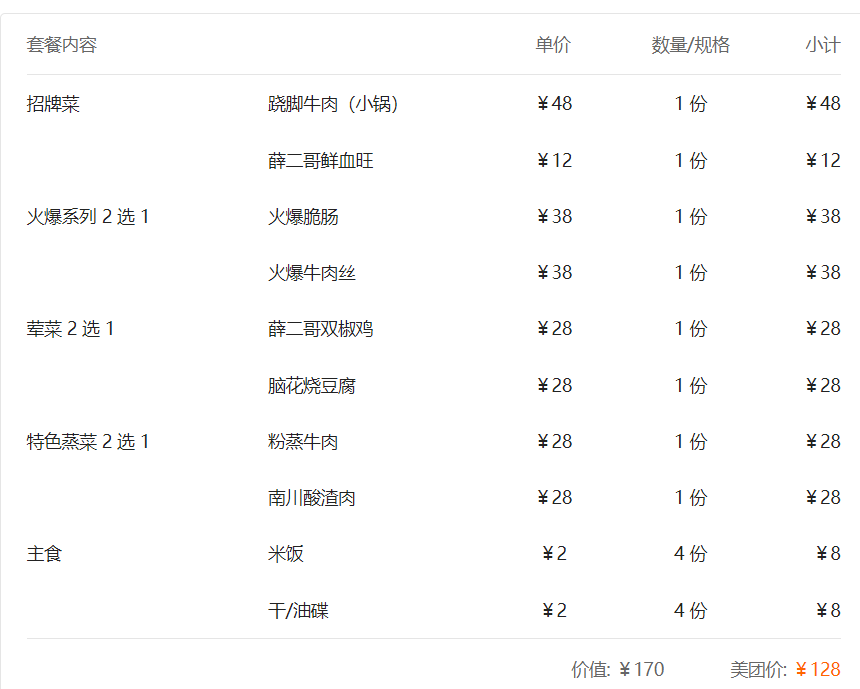 套餐内容 单价 数量/规格 小计
招牌菜 跷脚牛肉（小锅） ¥48 1 份 ¥48
薛二哥鲜血旺 ¥12 1 份 ¥12
火爆系列 2 选 1 火爆脆肠 ¥38 1 份 ¥38
火爆牛肉丝 ¥38 1 份 ¥38
荤菜 2 选 1 薛二哥双椒鸡 ¥28 1 份 ¥28
脑花烧豆腐 ¥28 1 份 ¥28
特色蒸菜 2 选 1 粉蒸牛肉 ¥28 1 份 ¥28
南川酸渣肉 ¥28 1 份 ¥28
主食 米饭 ¥2 4 份 ¥8
干/油碟 ¥2 4 份 ¥8
价值: ¥170 美团价: ¥128